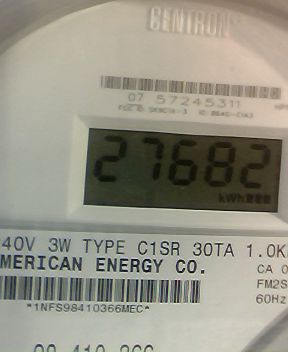 CENTRON
07 57245311
27682
kWh
40V 3W TYPE C1SR 30TA 1.0K
MERICAN ENERGY CO.
CA 0
FM2S
60Hz
*1NFS98410366MEC*